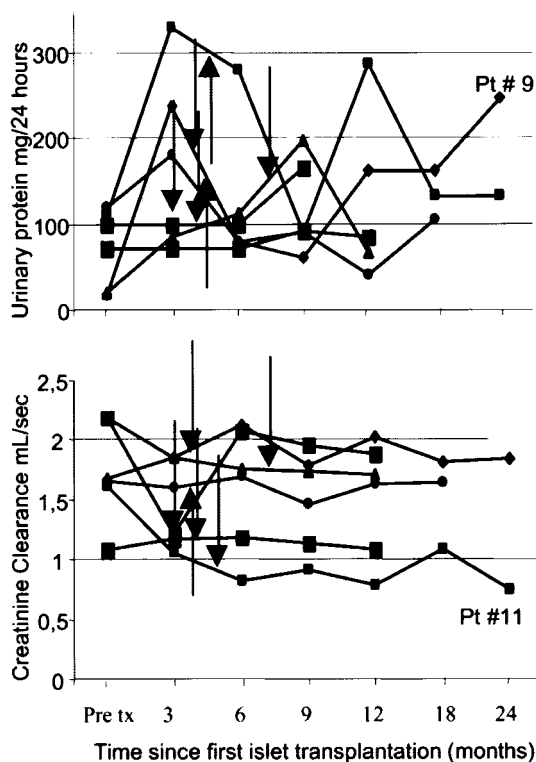 Urinary protein mg/24 hours
300
200
100
0
Pt # 9
Creatinine Clearance mL/sec
2,5
2
1,5
1
0,5
0
Pt #11
Pre tx 3 6 9 12 18 24
Time since first islet transplantation (months)